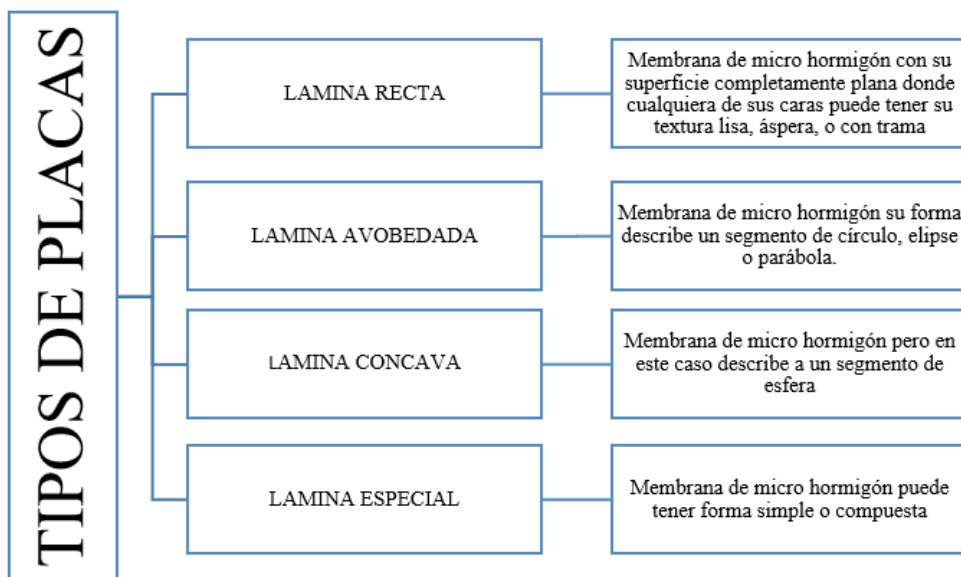 TIPOS DE PLACAS
LAMINA RECTA
Membrana de micro hormigón con su
superficie completamente plana donde
cualquiera de sus caras puede tener su
textura lisa, áspera, o con trama
LAMINA AVOBEDADA
Membrana de micro hormigón su forma
describe un segmento de círculo, elipse
o parábola.
LAMINA CONCAVA
Membrana de micro hormigón pero en
este caso describe a un segmento de
esfera
LAMINA ESPECIAL
Membrana de micro hormigón puede
tener forma simple o compuesta